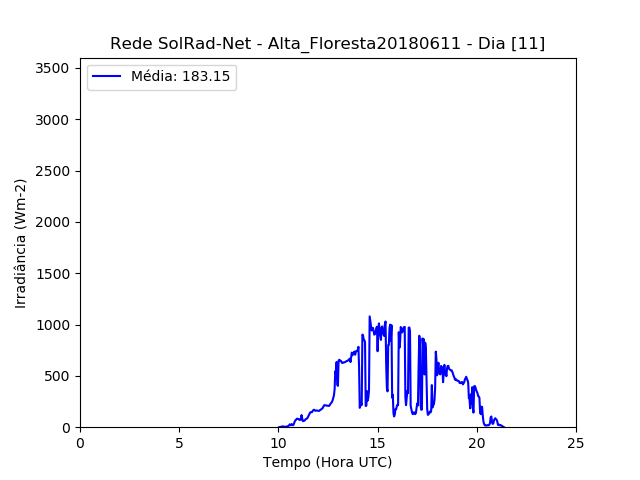 Rede SolRad-Net - Alta_Floresta20180611 - Dia [11]
Média: 183.15
3500
3000
2500
2000
1500
1000
500
0
Irradiância (Wm-2)
0 5 10 15 20 25
Tempo (Hora UTC)